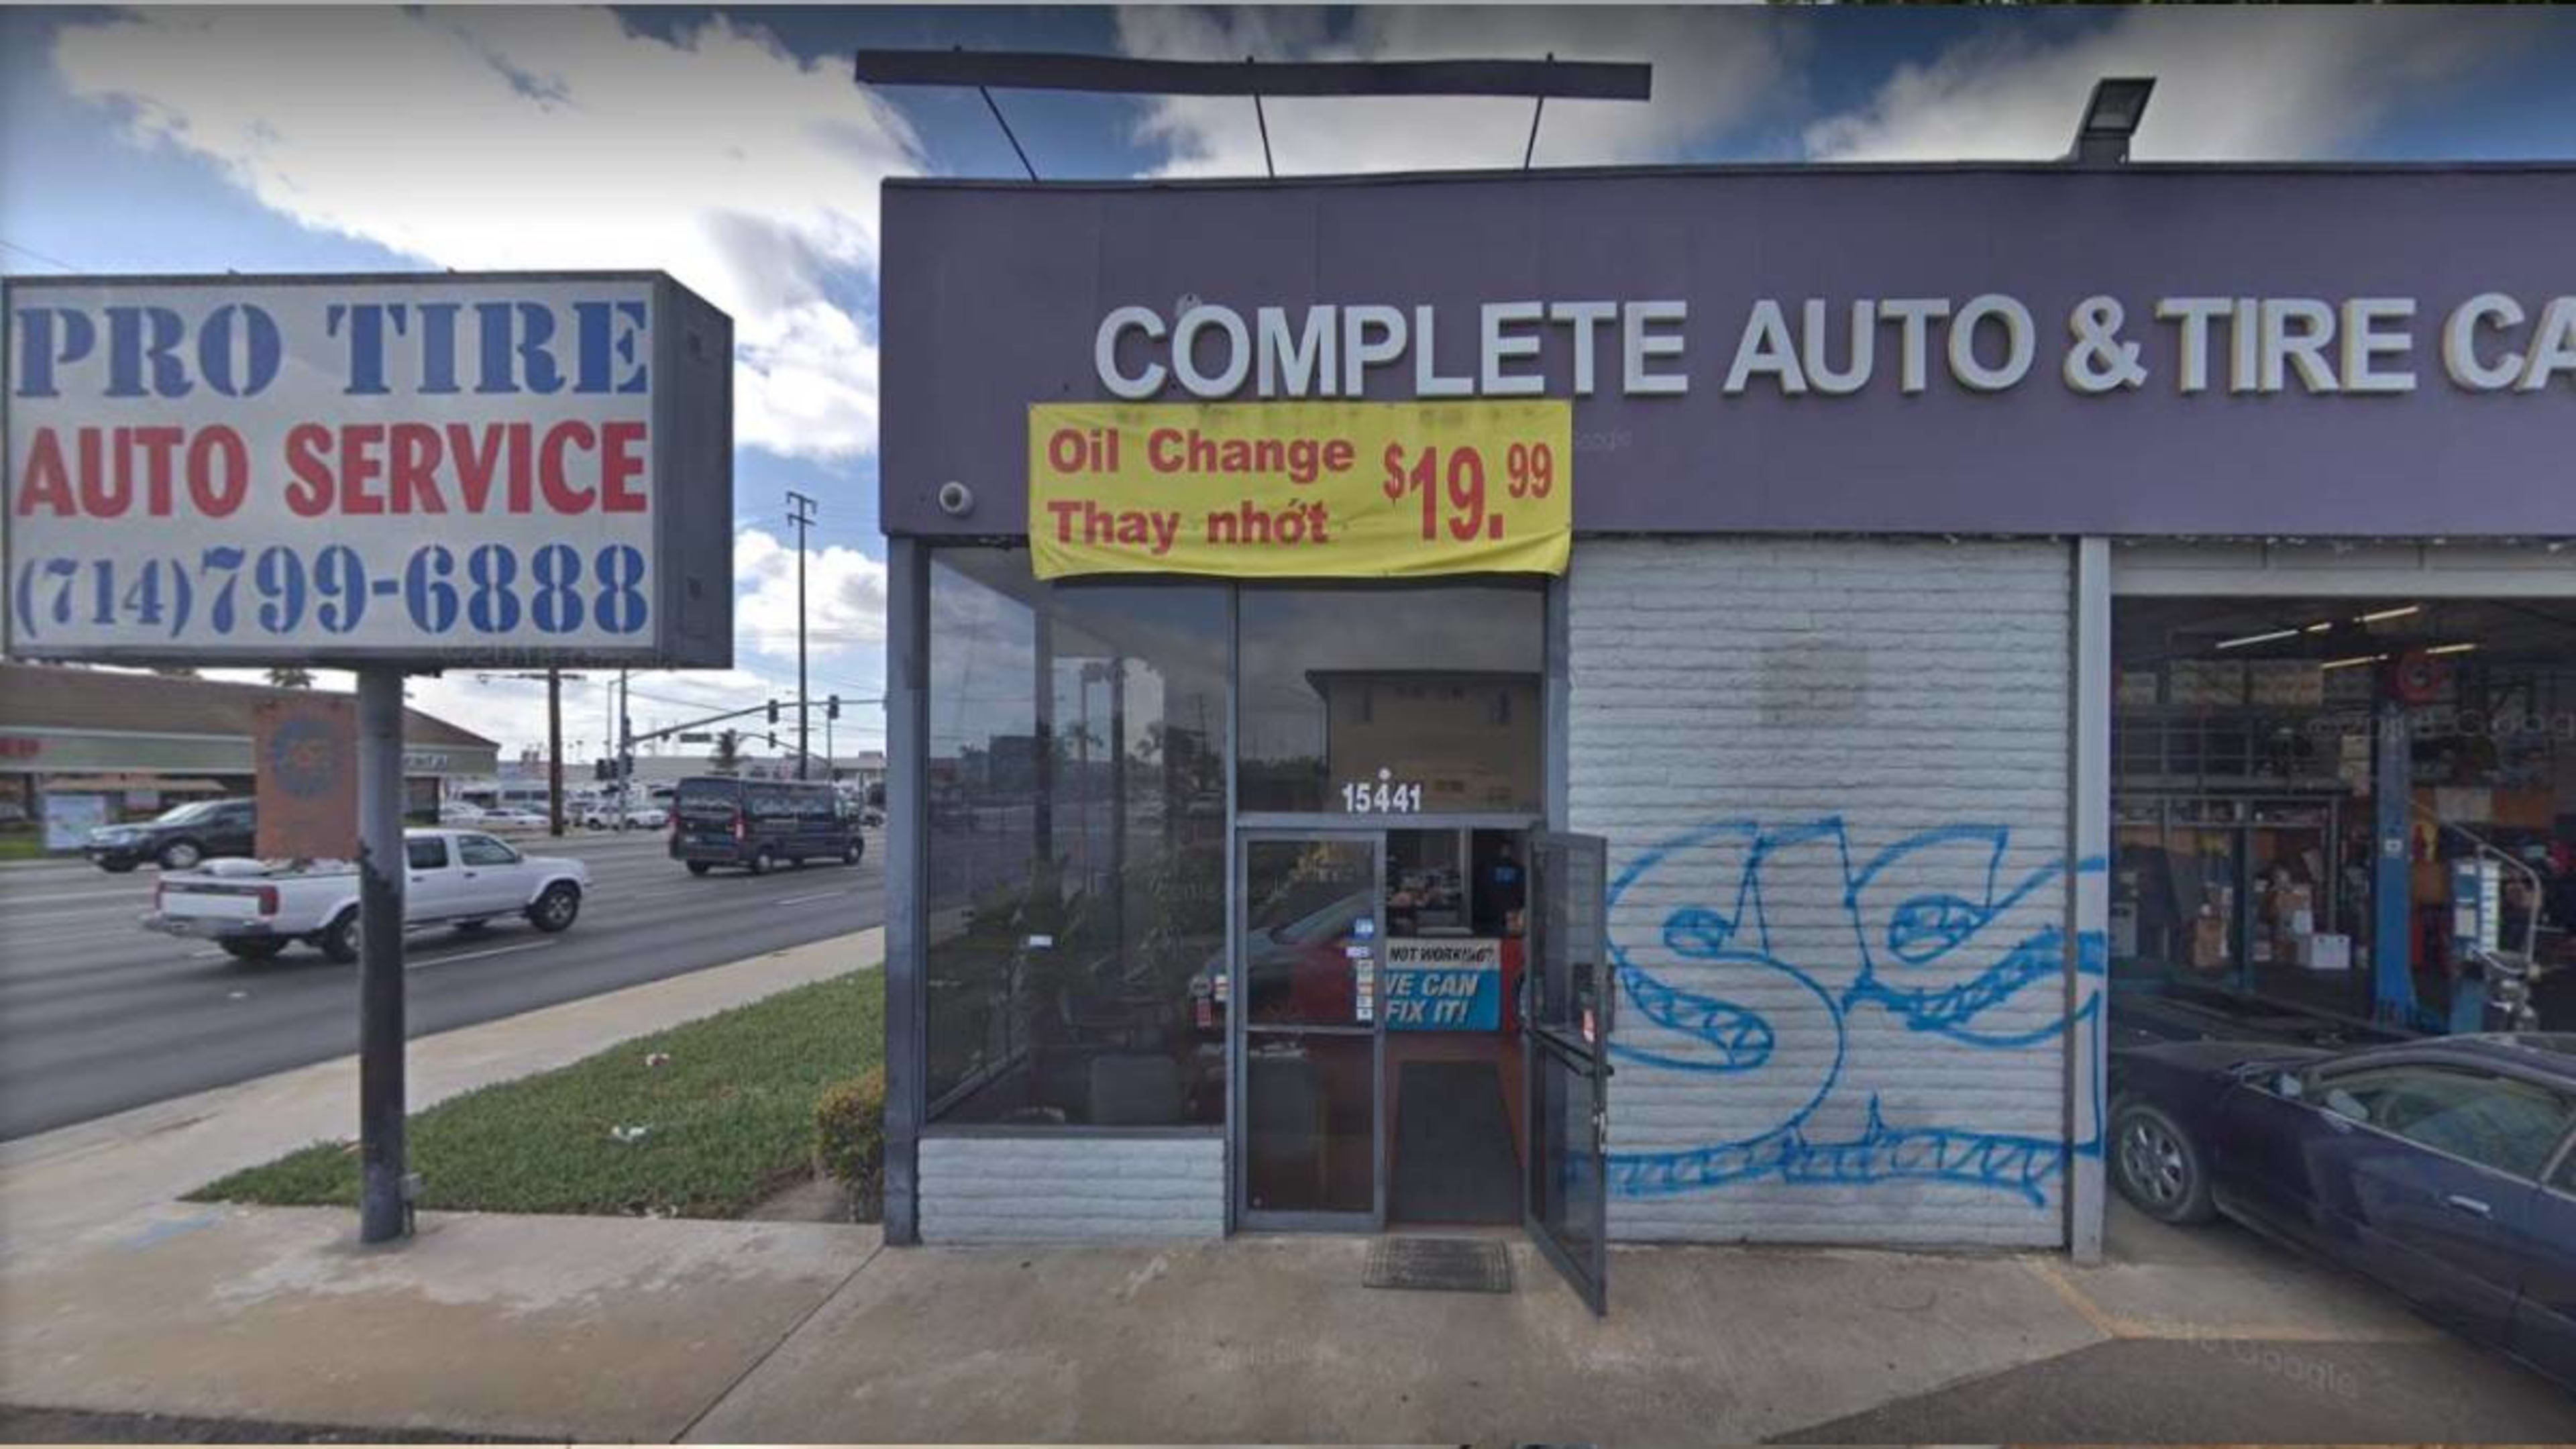 PRO TIRE
AUTO SERVICE
(714)799-6888
COMPLETE AUTO & TIRE CA
Oil Change
Thay nhớt
$19.99
15441
NOT WORKING?
WE CAN
FIX IT!
Google